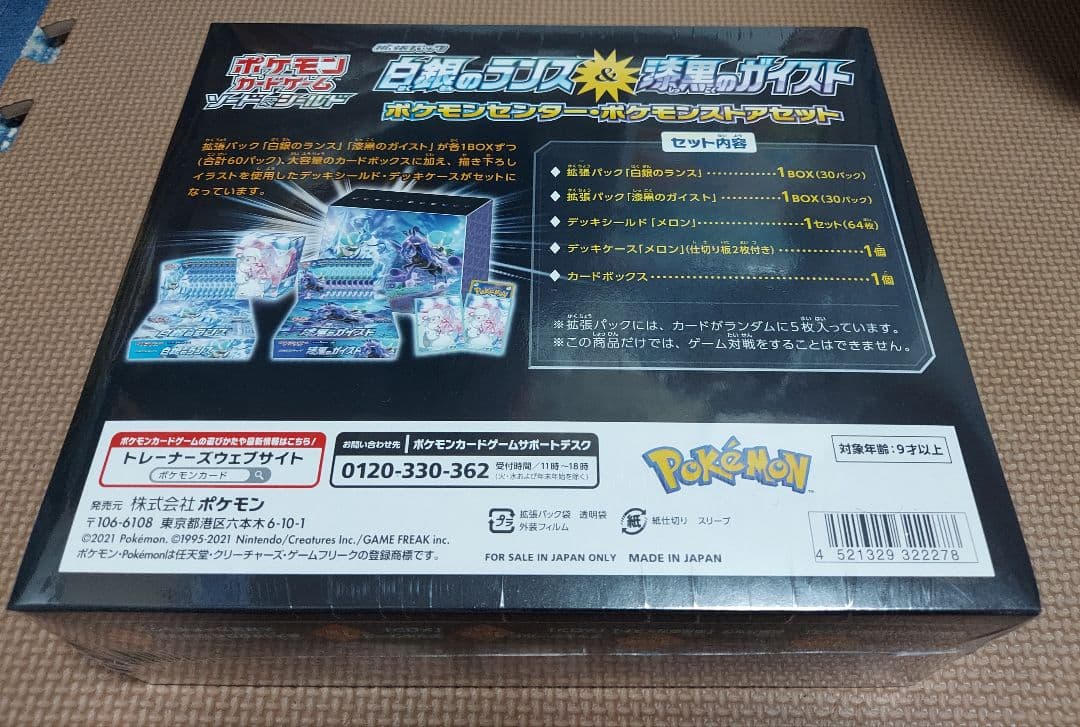 ポケモン
カードゲーム
ソード&シールド
拡張パック
白銀のランス&漆黒のガイスト
ポケモンセンター・ポケモンストアセット
拡張パック「白銀のランス」「漆黒のガイスト」が各1BOXずつ
(合計60パック)、大容量のカードボックスに加え、描き下ろし
イラストを使用したデッキシールド・デッキケースがセットに
なっています。
セット内容
◆拡張パック「白銀のランス」…………1BOX(30パック)
◆拡張パック「漆黒のガイスト」…………1BOX(30パック)
◆デッキシールド「メロン」…………1セット(64枚)
◆デッキケース「メロン」(仕切り板2枚付き)…………1個
◆カードボックス…………1個
※拡張パックには、カードがランダムに5枚入っています。
※この商品だけでは、ゲーム対戦をすることはできません。
白銀のランス
漆黒のガイスト
Pokémon
ポケモンカードゲームの遊びかたや最新情報はこちら!
トレーナーズウェブサイト
ポケモンカード
お問い合わせ先 ポケモンカードゲームサポートデスク
0120-330-362 受付時間/11時~18時
(火・水および年末年始を除く)
発売元 株式会社ポケモン
〒106-6108 東京都港区六本木6-10-1
©2021 Pokémon. ©1995-2021 Nintendo/Creatures Inc./GAME FREAK inc.
ポケモン・Pokémonは任天堂・クリーチャーズ・ゲームフリークの登録商標です。
POKéMON
TM
対象年齢:9才以上
プラ 拡張パック袋 透明袋
外装フィルム
紙 紙仕切り スリーブ
FOR SALE IN JAPAN ONLY MADE IN JAPAN
4 521329 322278